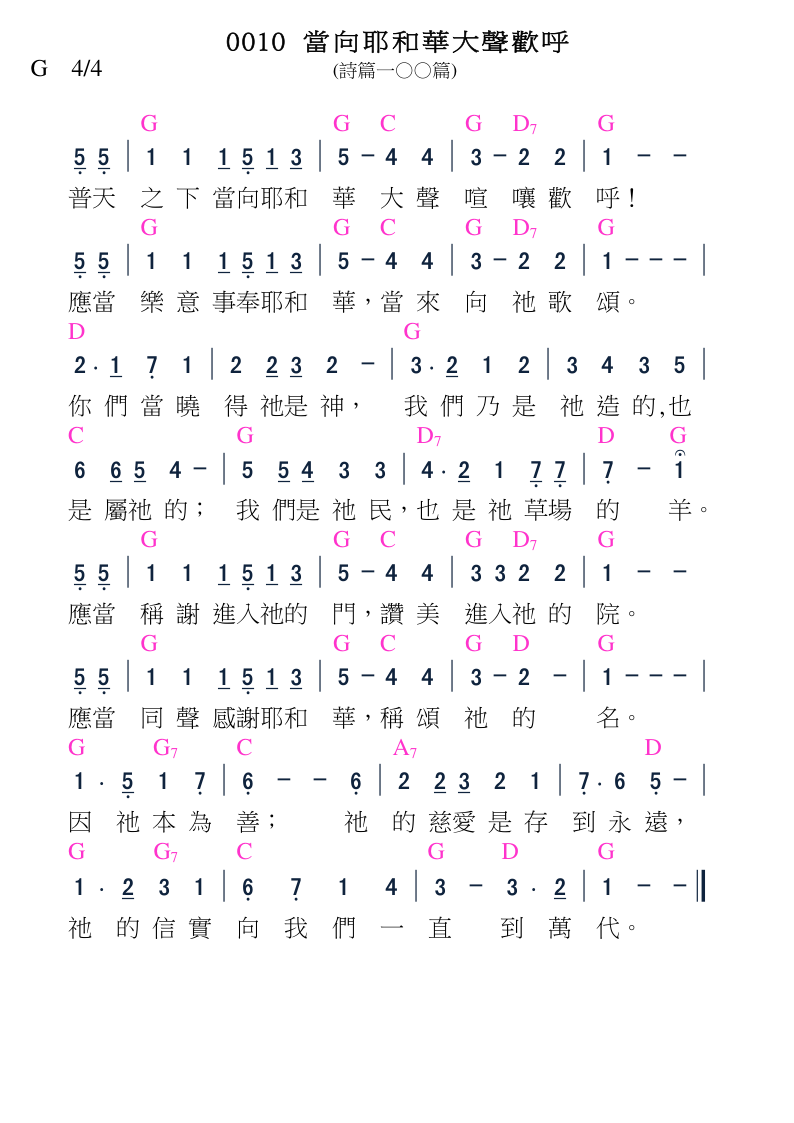 0010 當向耶和華大聲歡呼
G 4/4 (詩篇一〇〇篇)
G G C G D7 G
5 5 | 1 1 1 5 1 3 | 5 - 4 4 | 3 - 2 2 | 1 - -
普天 之 下 當向耶和 華 大 聲 喧 嚷 歡 呼！
G G C G D7 G
5 5 | 1 1 1 5 1 3 | 5 - 4 4 | 3 - 2 2 | 1 - - - |
應當 樂 意 事奉耶和 華，當 來 向 祂 歌 頌。
D G
2 · 1 7 1 | 2 2 3 2 - | 3 · 2 1 2 | 3 4 3 5 |
你 們 當 曉 得 祂是 神， 我 們 乃 是 祂 造 的,也
C G D7 D G
6 6 5 4 - | 5 5 4 3 3 | 4 · 2 1 7 7 | 7 - 1
是 屬祂 的； 我 們是 祂 民，也 是 祂 草場 的 羊。
G G C G D7 G
5 5 | 1 1 1 5 1 3 | 5 - 4 4 | 3 3 2 2 | 1 - -
應當 稱 謝 進入祂的 門，讚 美 進入祂 的 院。
G G C G D G
5 5 | 1 1 1 5 1 3 | 5 - 4 4 | 3 - 2 - | 1 - - - |
應當 同 聲 感謝耶和 華，稱 頌 祂 的 名。
G G7 C A7 D
1 · 5 1 7 | 6 - - 6 | 2 2 3 2 1 | 7 · 6 5 - |
因 祂 本 為 善； 祂 的 慈愛 是 存 到 永 遠，
G G7 C G D G
1 · 2 3 1 | 6 7 1 4 | 3 - 3 · 2 | 1 - - ||
祂 的 信 實 向 我 們 一 直 到 萬 代。